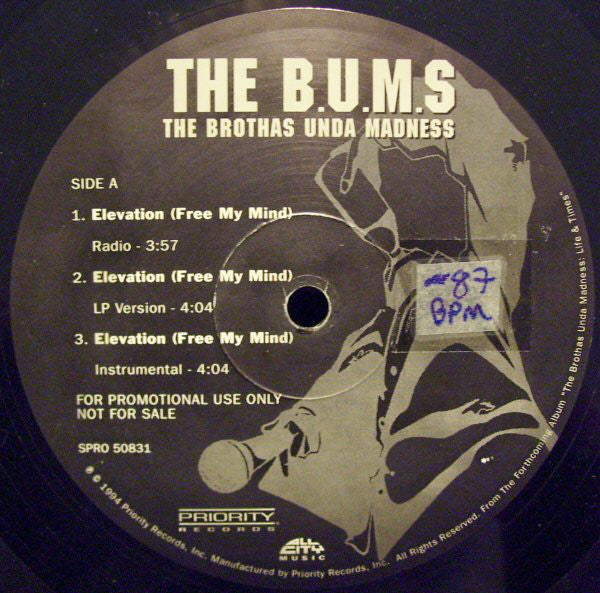 THE B.U.M.S
THE BROTHAS UNDA MADNESS
SIDE A
1. Elevation (Free My Mind)
Radio - 3:57
2. Elevation (Free My Mind)
LP Version - 4:04
3. Elevation (Free My Mind)
Instrumental - 4:04
FOR PROMOTIONAL USE ONLY
NOT FOR SALE
SPRO 50831
~87
BPM
PRIORITY
RECORDS
ALL
CITY
MUSIC
℗ © 1994 Priority Records, Inc. Manufactured by Priority Records, Inc. All Rights Reserved. From The Forthcoming Album "The Brothas Unda Madness; Life & Times"